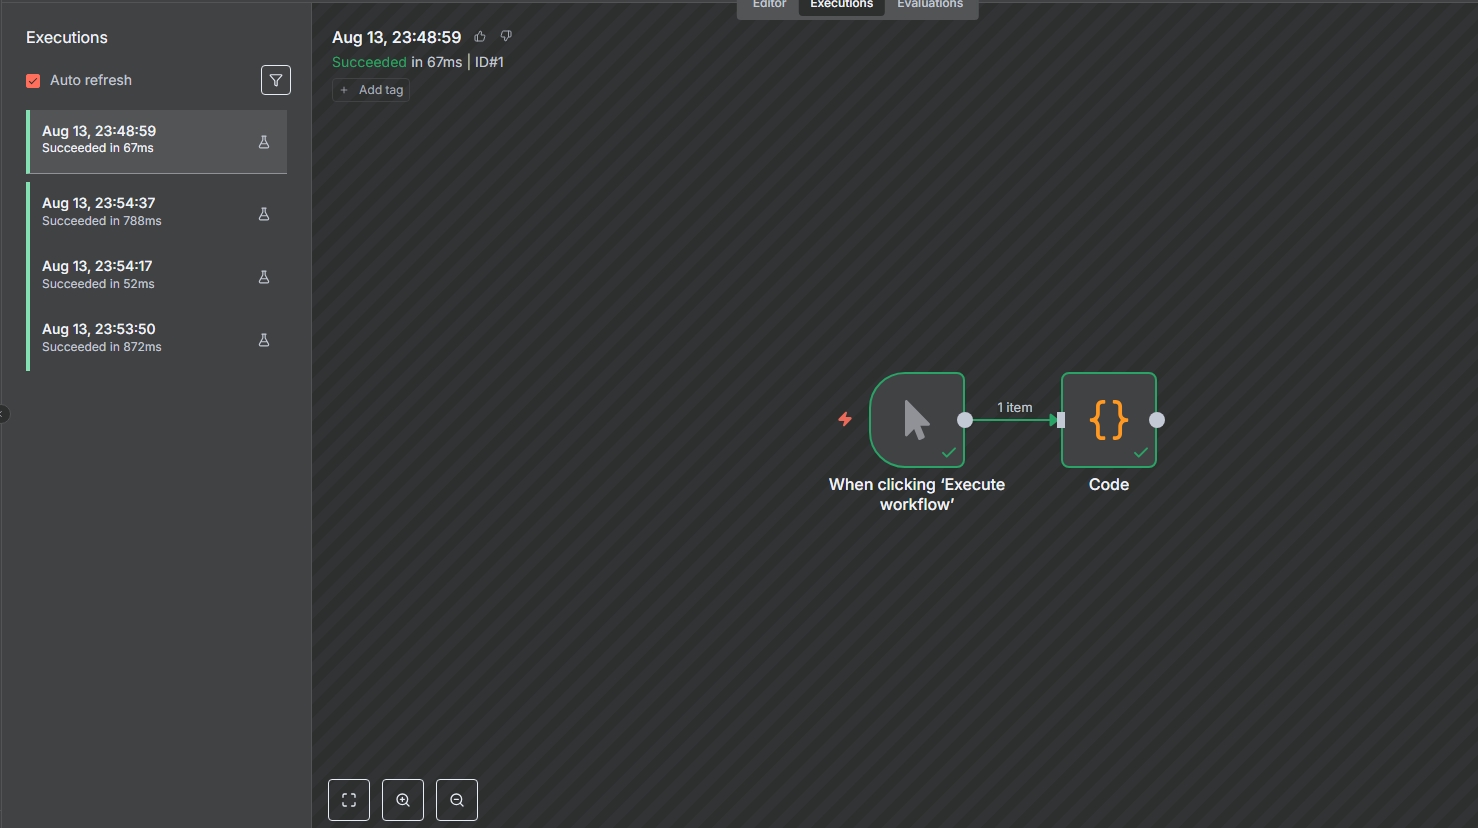 Editor Executions Evaluations
Executions
Auto refresh
Aug 13, 23:48:59
Succeeded in 67ms
Aug 13, 23:54:37
Succeeded in 788ms
Aug 13, 23:54:17
Succeeded in 52ms
Aug 13, 23:53:50
Succeeded in 872ms
Aug 13, 23:48:59
Succeeded in 67ms | ID#1
+ Add tag
1 item
{}
When clicking ‘Execute
workflow’
Code